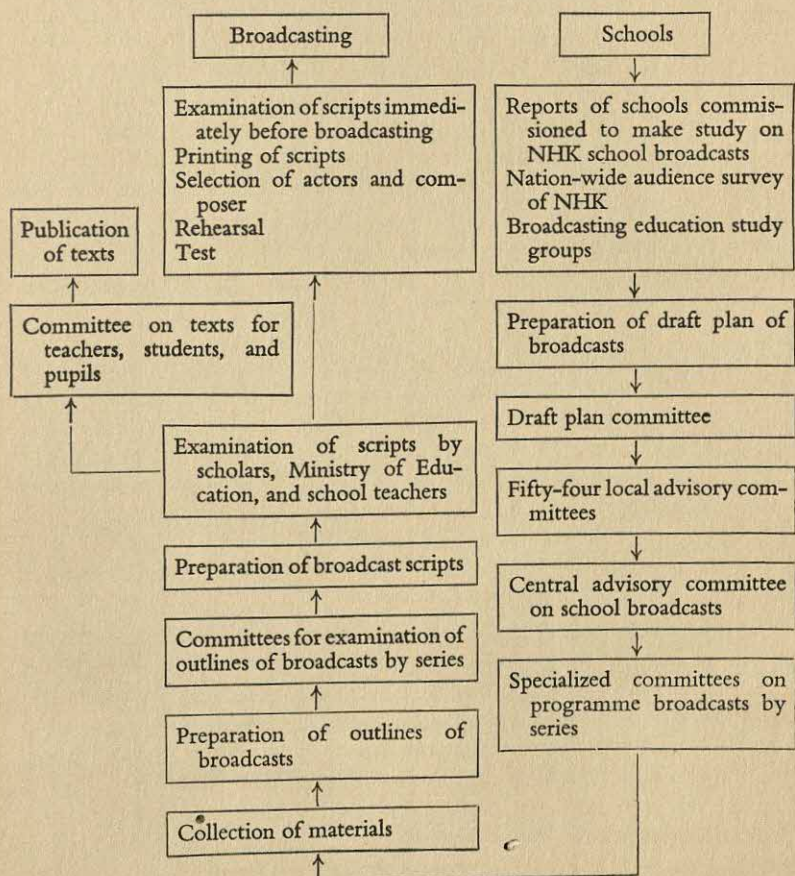 Broadcasting
Examination of scripts immedi-
ately before broadcasting
Printing of scripts
Selection of actors and com-
poser
Rehearsal
Test
Publication
of texts
Committee on texts for
teachers, students, and
pupils
Examination of scripts by
scholars, Ministry of Edu-
cation, and school teachers
Preparation of broadcast scripts
Committees for examination of
outlines of broadcasts by series
Preparation of outlines of
broadcasts
Collection of materials
Schools
Reports of schools commis-
sioned to make study on
NHK school broadcasts
Nation-wide audience survey
of NHK
Broadcasting education study
groups
Preparation of draft plan of
broadcasts
Draft plan committee
Fifty-four local advisory com-
mittees
Central advisory committee
on school broadcasts
Specialized committees on
programme broadcasts by
series